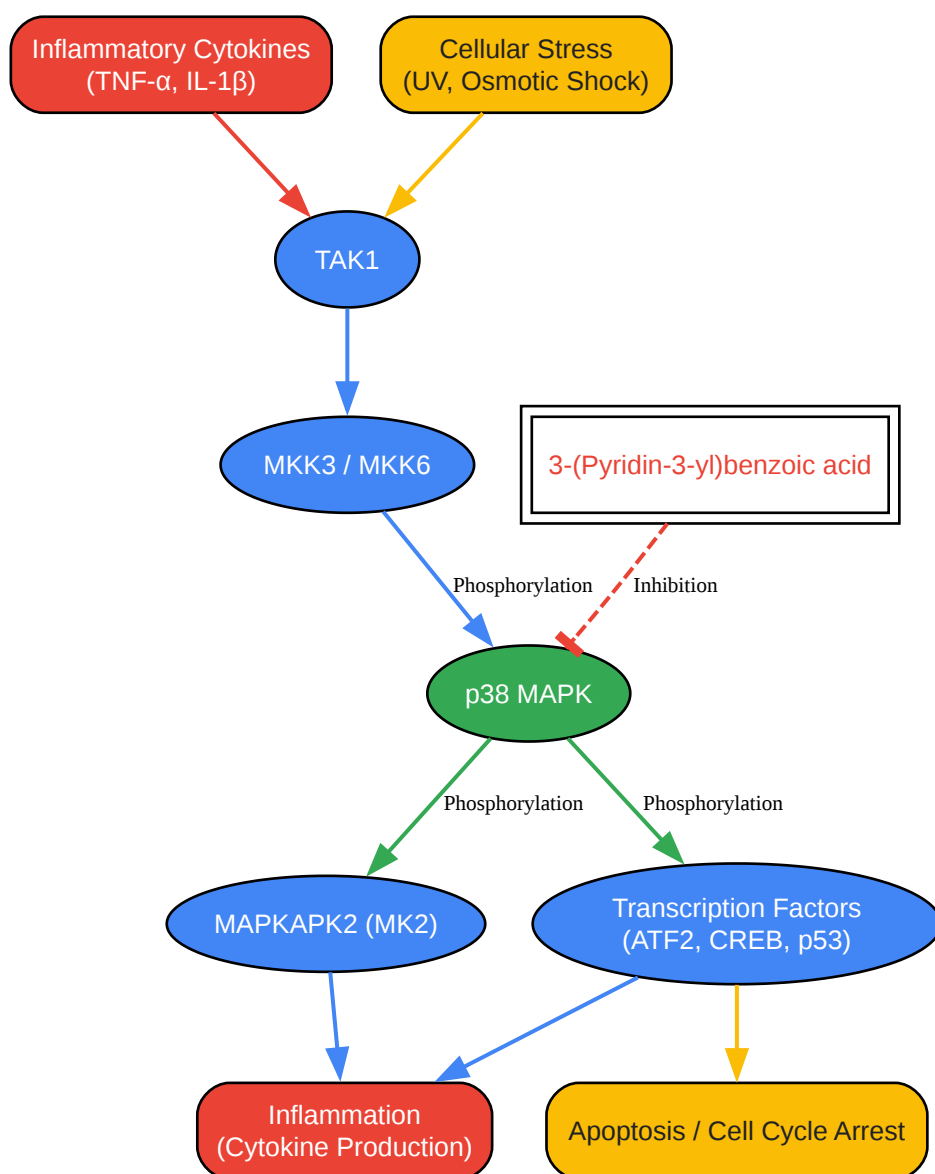 Inflammatory Cytokines
(TNF-α, IL-1β)
Cellular Stress
(UV, Osmotic Shock)
TAK1
MKK3 / MKK6
3-(Pyridin-3-yl)benzoic acid
Phosphorylation
Inhibition
p38 MAPK
Phosphorylation
Phosphorylation
MAPKAPK2 (MK2)
Transcription Factors
(ATF2, CREB, p53)
Inflammation
(Cytokine Production)
Apoptosis / Cell Cycle Arrest